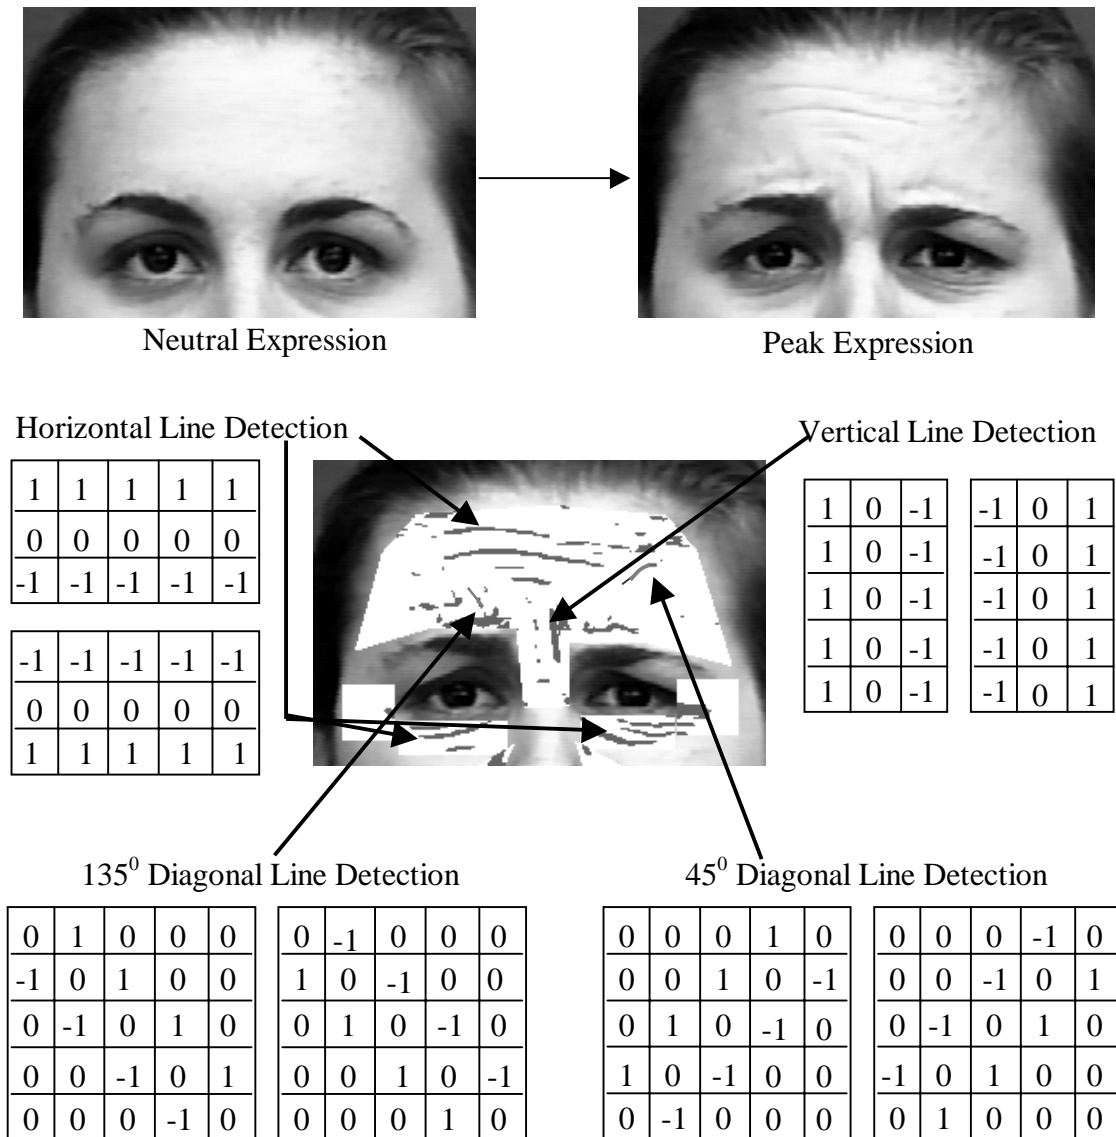 Neutral Expression
Peak Expression
Horizontal Line Detection
1 1 1 1 1
0 0 0 0 0
-1 -1 -1 -1 -1
-1 -1 -1 -1 -1
0 0 0 0 0
1 1 1 1 1
Vertical Line Detection
1 0 -1
1 0 -1
1 0 -1
1 0 -1
1 0 -1
-1 0 1
-1 0 1
-1 0 1
-1 0 1
-1 0 1
135⁰ Diagonal Line Detection
0 1 0 0 0
-1 0 1 0 0
0 -1 0 1 0
0 0 -1 0 1
0 0 0 -1 0
0 -1 0 0 0
1 0 -1 0 0
0 1 0 -1 0
0 0 1 0 -1
0 0 0 1 0
45⁰ Diagonal Line Detection
0 0 0 1 0
0 0 1 0 -1
0 1 0 -1 0
1 0 -1 0 0
0 -1 0 0 0
0 0 0 -1 0
0 0 -1 0 1
0 -1 0 1 0
-1 0 1 0 0
0 1 0 0 0